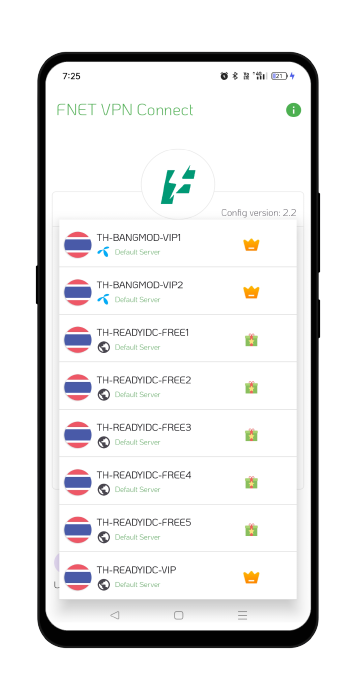 7:25
821
FNET VPN Connect
Config version: 2.2
TH-BANGMOD-VIP1
Default Server
TH-BANGMOD-VIP2
Default Server
TH-READYIDC-FREE1
Default Server
TH-READYIDC-FREE2
Default Server
TH-READYIDC-FREE3
Default Server
TH-READYIDC-FREE4
Default Server
TH-READYIDC-FREE5
Default Server
TH-READYIDC-VIP
Default Server